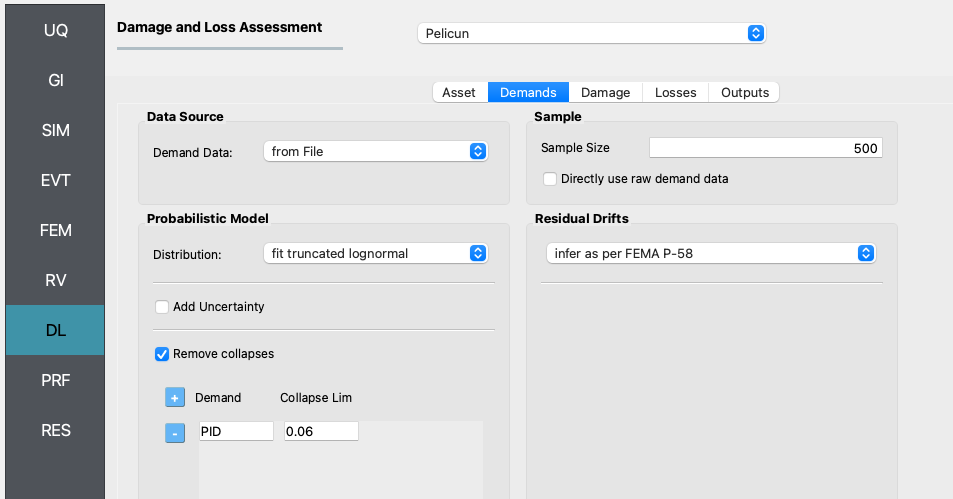 UQ
GI
SIM
EVT
FEM
RV
DL
PRF
RES
Damage and Loss Assessment
Pelicun
Asset Demands Damage Losses Outputs
Data Source
Demand Data: from File
Sample
Sample Size 500
Directly use raw demand data
Probabilistic Model
Distribution: fit truncated lognormal
Add Uncertainty
Remove collapses
+ Demand Collapse Lim
- PID 0.06
Residual Drifts
infer as per FEMA P-58